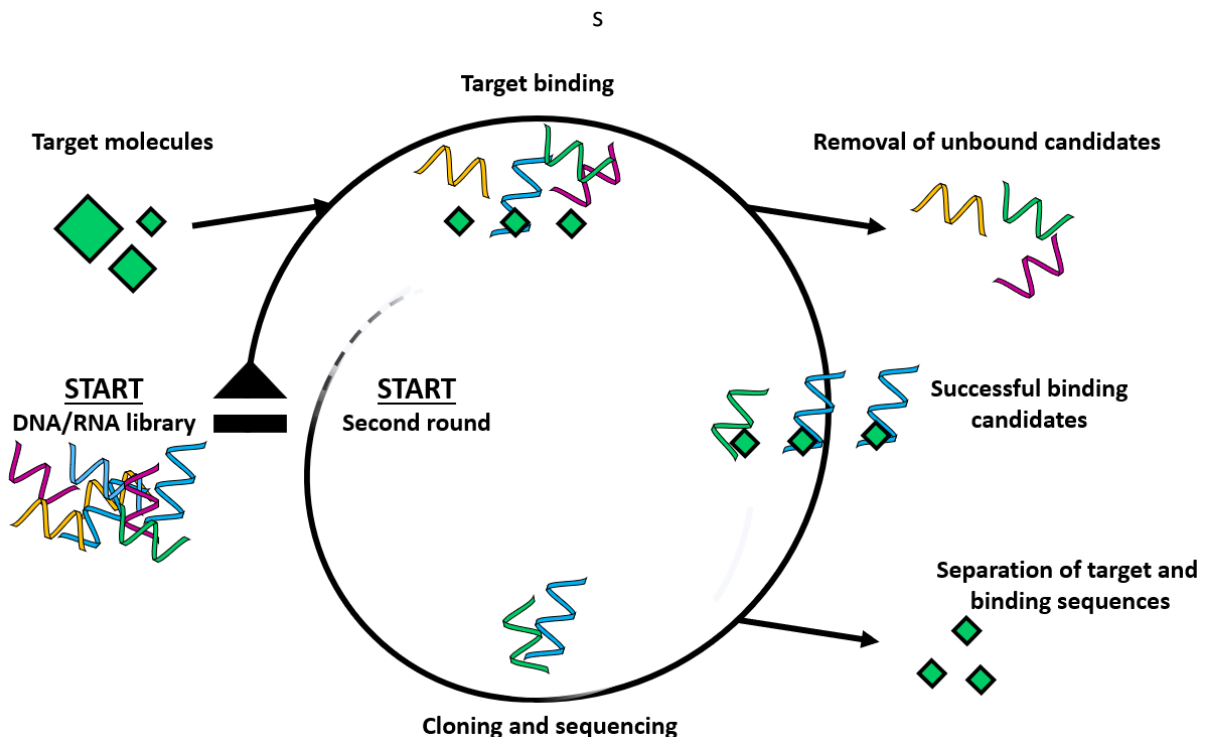 S
Target binding
Target molecules
Removal of unbound candidates
START
DNA/RNA library
START
Second round
Successful binding
candidates
Separation of target and
binding sequences
Cloning and sequencing